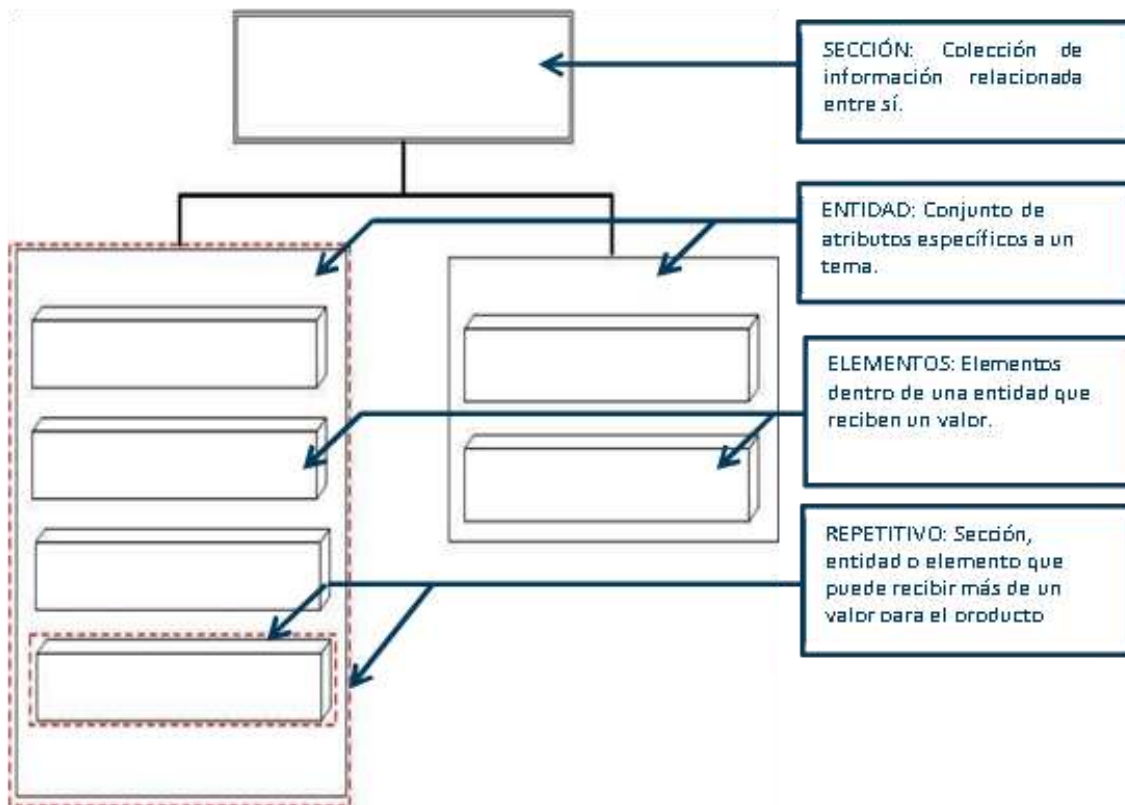 SECCIÓN: Colección de
información relacionada
entre sí.
ENTIDAD: Conjunto de
atributos específicos a un
tema.
ELEMENTOS: Elementos
dentro de una entidad que
reciben un valor.
REPETITIVO: Sección,
entidad o elemento que
puede recibir más de un
valor para el producto